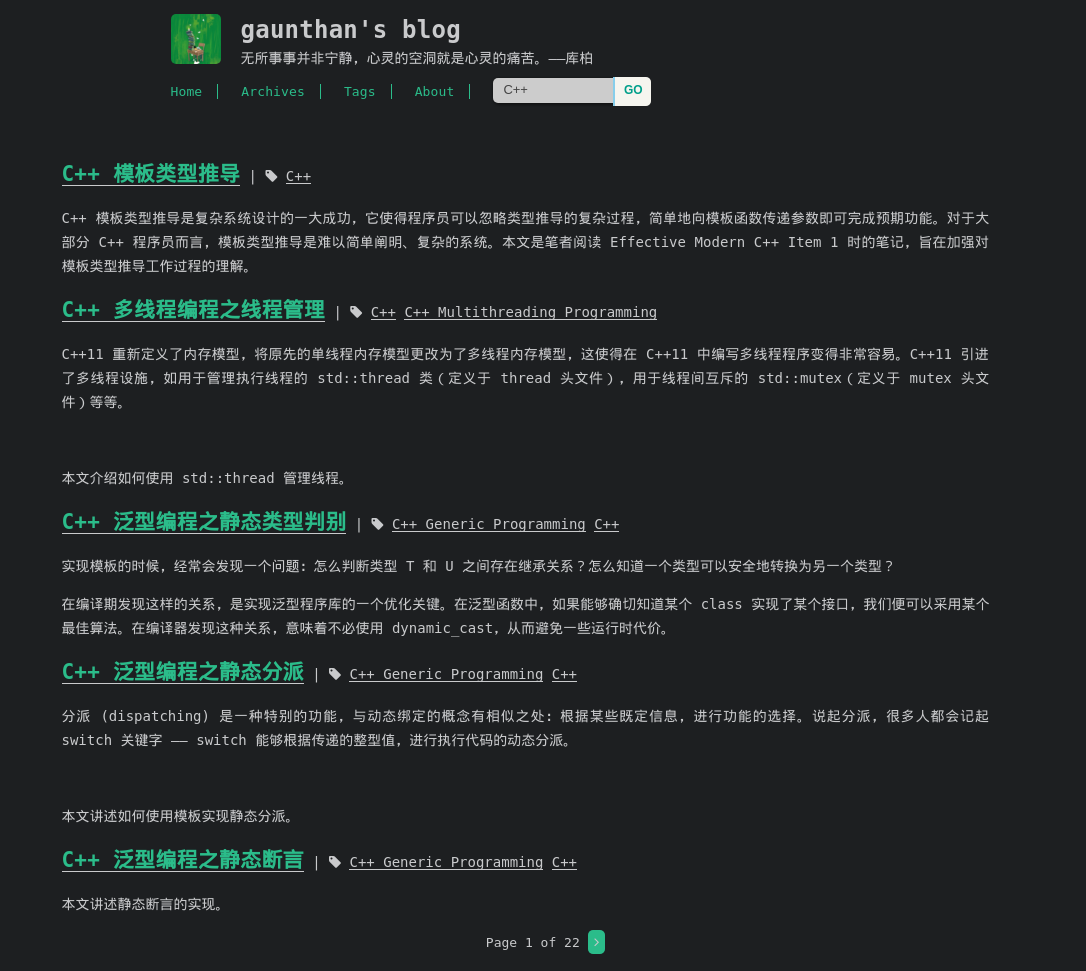 gaunthan's blog
无所事事并非宁静，心灵的空洞就是心灵的痛苦。——库柏
Home Archives Tags About C++ GO
C++ 模板类型推导 | C++
C++ 模板类型推导是复杂系统设计的一大成功，它使得程序员可以忽略类型推导的复杂过程，简单地向模板函数传递参数即可完成预期功能。对于大
部分 C++ 程序员而言，模板类型推导是难以简单阐明、复杂的系统。本文是笔者阅读 Effective Modern C++ Item 1 时的笔记，旨在加强对
模板类型推导工作过程的理解。
C++ 多线程编程之线程管理 | C++ C++ Multithreading Programming
C++11 重新定义了内存模型，将原先的单线程内存模型更改为了多线程内存模型，这使得在 C++11 中编写多线程程序变得非常容易。C++11 引进
了多线程设施，如用于管理执行线程的 std::thread 类（定义于 thread 头文件），用于线程间互斥的 std::mutex（定义于 mutex 头文
件）等等。
本文介绍如何使用 std::thread 管理线程。
C++ 泛型编程之静态类型判别 | C++ Generic Programming C++
实现模板的时候，经常会发现一个问题：怎么判断类型 T 和 U 之间存在继承关系？怎么知道一个类型可以安全地转换为另一个类型？
在编译期发现这样的关系，是实现泛型程序库的一个优化关键。在泛型函数中，如果能够确切知道某个 class 实现了某个接口，我们便可以采用某个
最佳算法。在编译器发现这种关系，意味着不必使用 dynamic_cast，从而避免一些运行时代价。
C++ 泛型编程之静态分派 | C++ Generic Programming C++
分派 (dispatching) 是一种特别的功能，与动态绑定的概念有相似之处：根据某些既定信息，进行功能的选择。说起分派，很多人都会记起
switch 关键字 —— switch 能够根据传递的整型值，进行执行代码的动态分派。
本文讲述如何使用模板实现静态分派。
C++ 泛型编程之静态断言 | C++ Generic Programming C++
本文讲述静态断言的实现。
Page 1 of 22